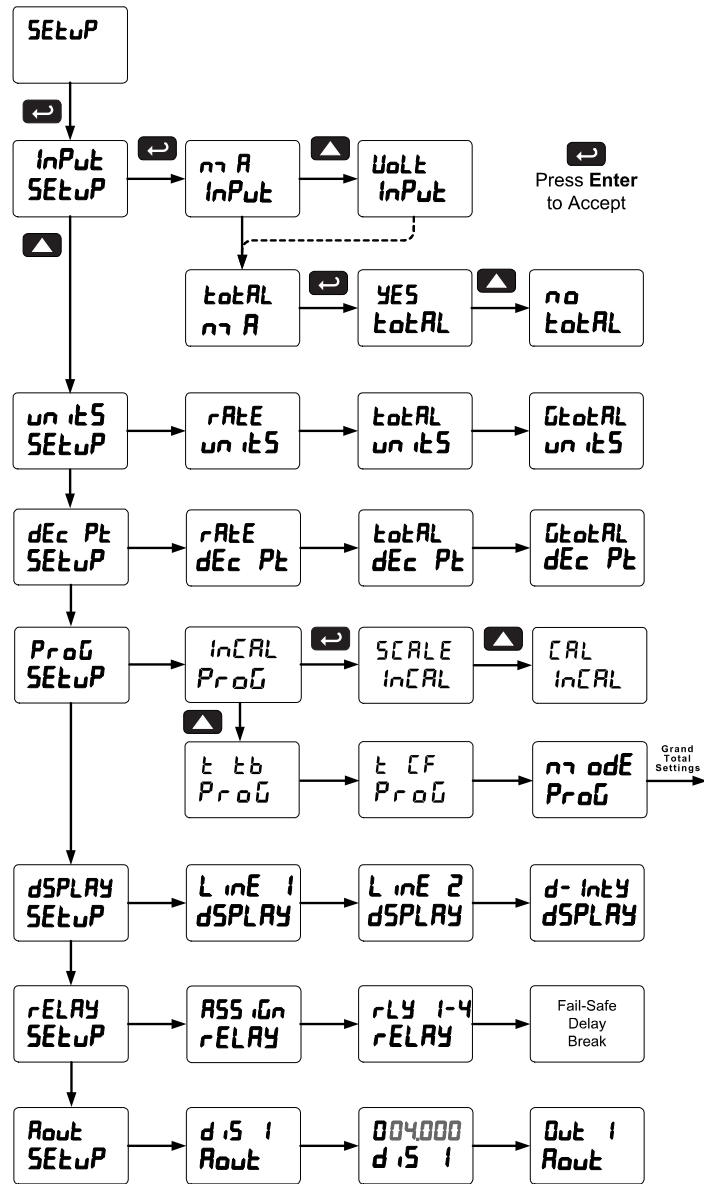 SEtuP
InPut
SEtuP
mA
InPut
VoLt
InPut
Press Enter
to Accept
totAL
mA
YES
totAL
no
totAL
unitS
SEtuP
rAtE
unitS
totAL
unitS
GtotAL
unitS
dEc Pt
SEtuP
rAtE
dEc Pt
totAL
dEc Pt
GtotAL
dEc Pt
ProG
SEtuP
InCAL
ProG
SCALE
InCAL
CAL
InCAL
t tb
ProG
t CF
ProG
modE
ProG
Grand
Total
Settings
dSPLAY
SEtuP
LinE 1
dSPLAY
LinE 2
dSPLAY
d-IntY
dSPLAY
rELAY
SEtuP
ASSiGn
rELAY
rLY 1-4
rELAY
Fail-Safe
Delay
Break
Aout
SEtuP
diS 1
Aout
004.000
diS 1
Out 1
Aout